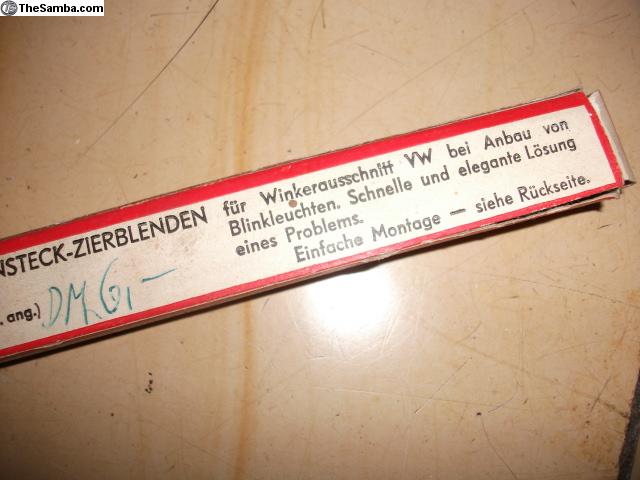 TheSamba.com
NSTECK-ZIERBLENDEN für Winkerausschnitt VW bei Anbau von
Blinkleuchten. Schnelle und elegante Lösung
eines Problems.
Einfache Montage — siehe Rückseite.
. ang.) DM 6,—